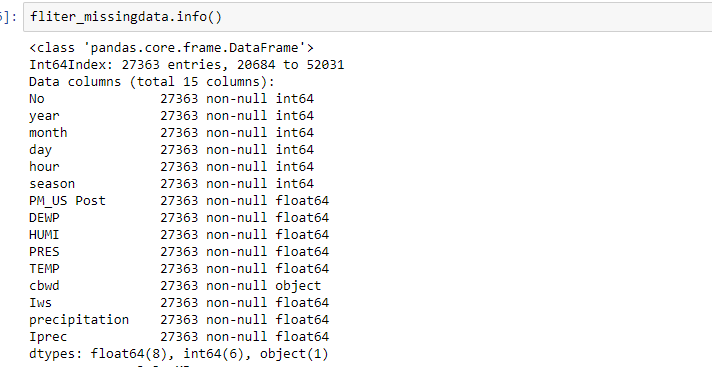 ]: fliter_missingdata.info()
<class 'pandas.core.frame.DataFrame'>
Int64Index: 27363 entries, 20684 to 52031
Data columns (total 15 columns):
No 27363 non-null int64
year 27363 non-null int64
month 27363 non-null int64
day 27363 non-null int64
hour 27363 non-null int64
season 27363 non-null int64
PM_US Post 27363 non-null float64
DEWP 27363 non-null float64
HUMI 27363 non-null float64
PRES 27363 non-null float64
TEMP 27363 non-null float64
cbwd 27363 non-null object
Iws 27363 non-null float64
precipitation 27363 non-null float64
Iprec 27363 non-null float64
dtypes: float64(8), int64(6), object(1)